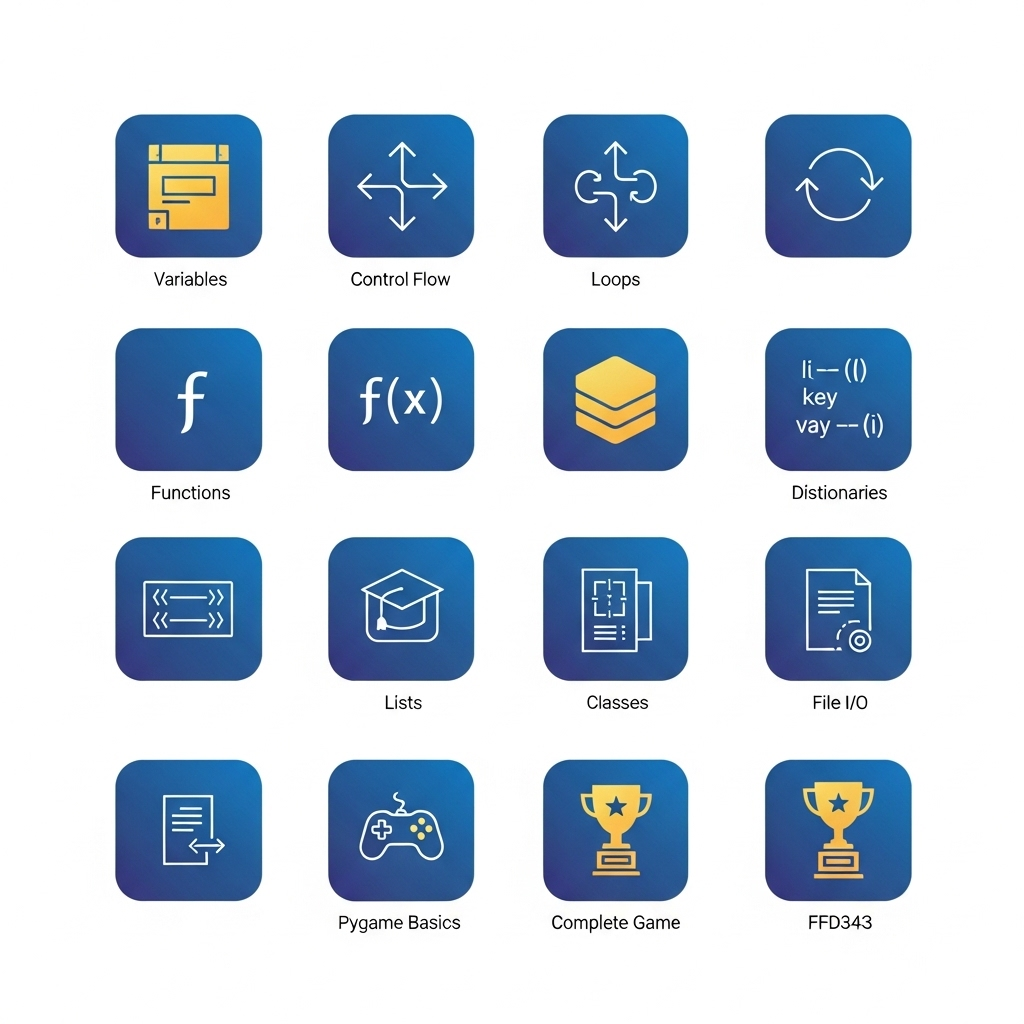 Variables
Control Flow
Loops
f
f(x)
li-- (()
key
vay -- (i)
Functions
Distionaries
Lists
Classes
File I/O
Pygame Basics
Complete Game
FFD343